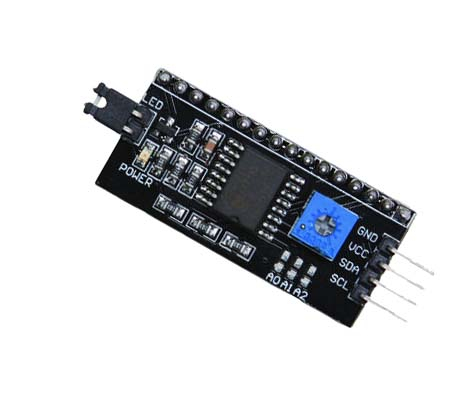 LED
POWER
GND
VCC
SDA
SCL
A0 A1 A2